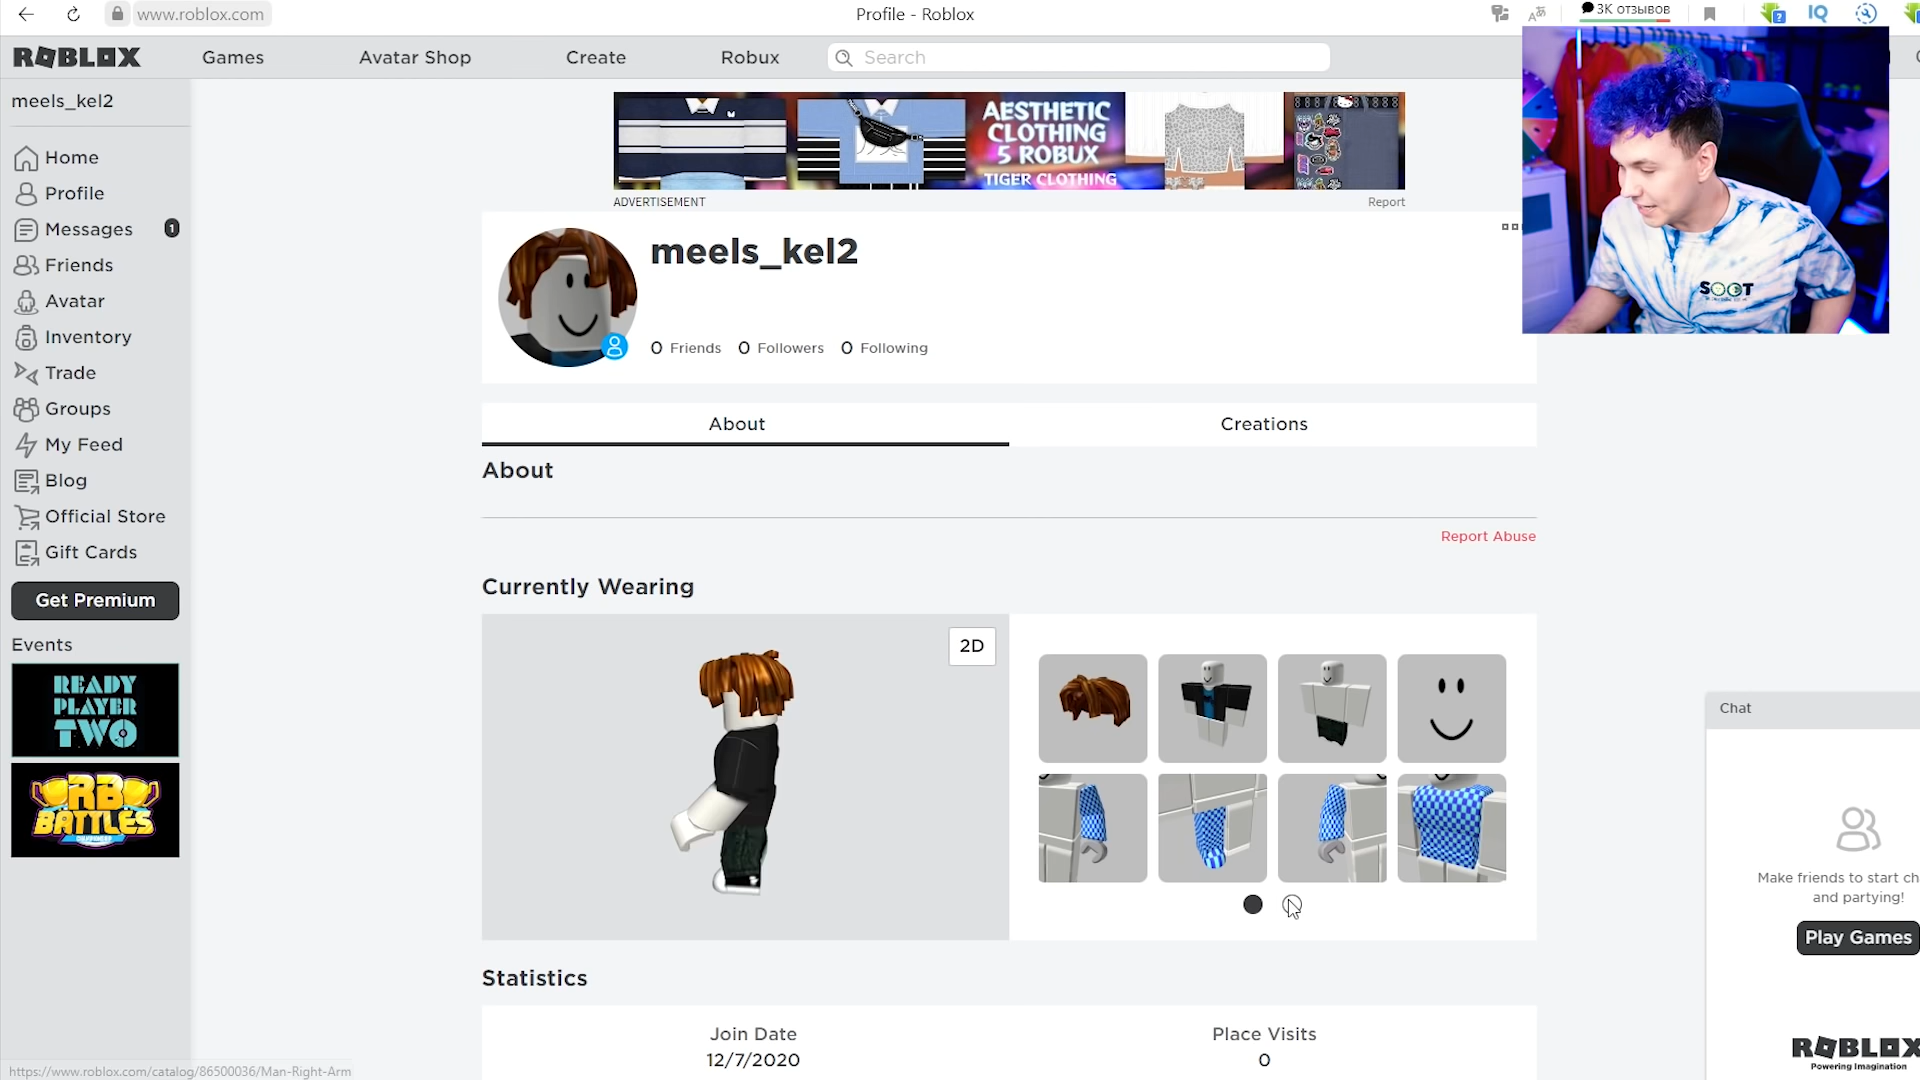 www.roblox.com
Profile - Roblox
3К отзывов
IQ
ROBLOX
Games
Avatar Shop
Create
Robux
Search
meels_kel2
Home
Profile
Messages
1
Friends
Avatar
Inventory
Trade
Groups
My Feed
Blog
Official Store
Gift Cards
Get Premium
Events
READY
PLAYER
TWO
RB
BATTLES
AESTHETIC
CLOTHING
5 ROBUX
TIGER CLOTHING
ADVERTISEMENT
Report
meels_kel2
0 Friends
0 Followers
0 Following
SOOT
About
Creations
About
Report Abuse
Currently Wearing
2D
Statistics
Join Date
12/7/2020
Place Visits
0
Chat
Make friends to start ch
and partying!
Play Games
ROBLOX
Powering Imagination
https://www.roblox.com/catalog/86500036/Man-Right-Arm